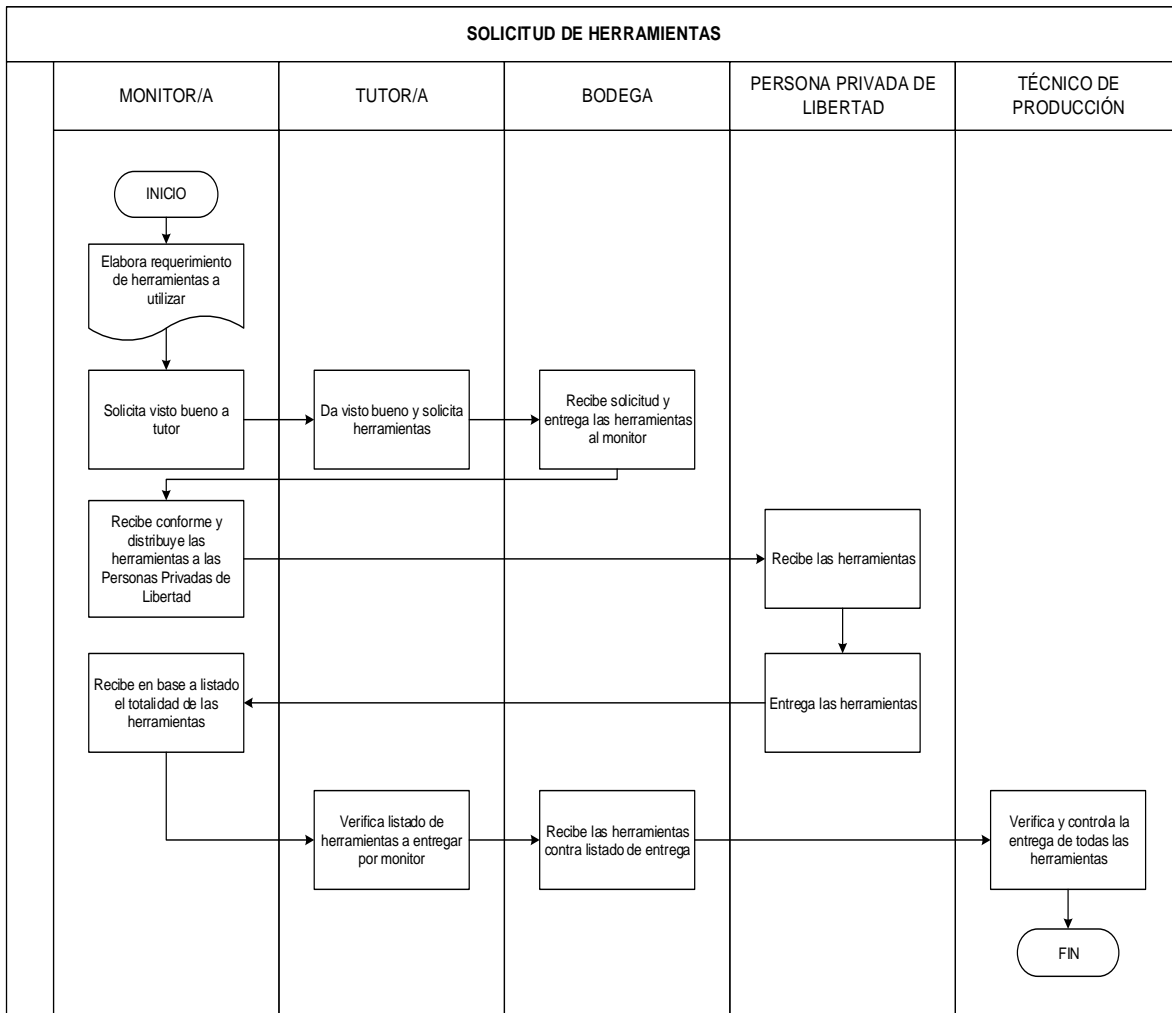 SOLICITUD DE HERRAMIENTAS
MONITOR/A
TUTOR/A
BODEGA
PERSONA PRIVADA DE
LIBERTAD
TÉCNICO DE
PRODUCCIÓN
INICIO
Elabora requerimiento
de herramientas a
utilizar
Solicita visto bueno a
tutor
Da visto bueno y solicita
herramientas
Recibe solicitud y
entrega las herramientas
al monitor
Recibe conforme y
distribuye las
herramientas a las
Personas Privadas de
Libertad
Recibe las herramientas
Entrega las herramientas
Recibe en base a listado
el totalidad de las
herramientas
Verifica listado de
herramientas a entregar
por monitor
Recibe las herramientas
contra listado de entrega
Verifica y controla la
entrega de todas las
herramientas
FIN